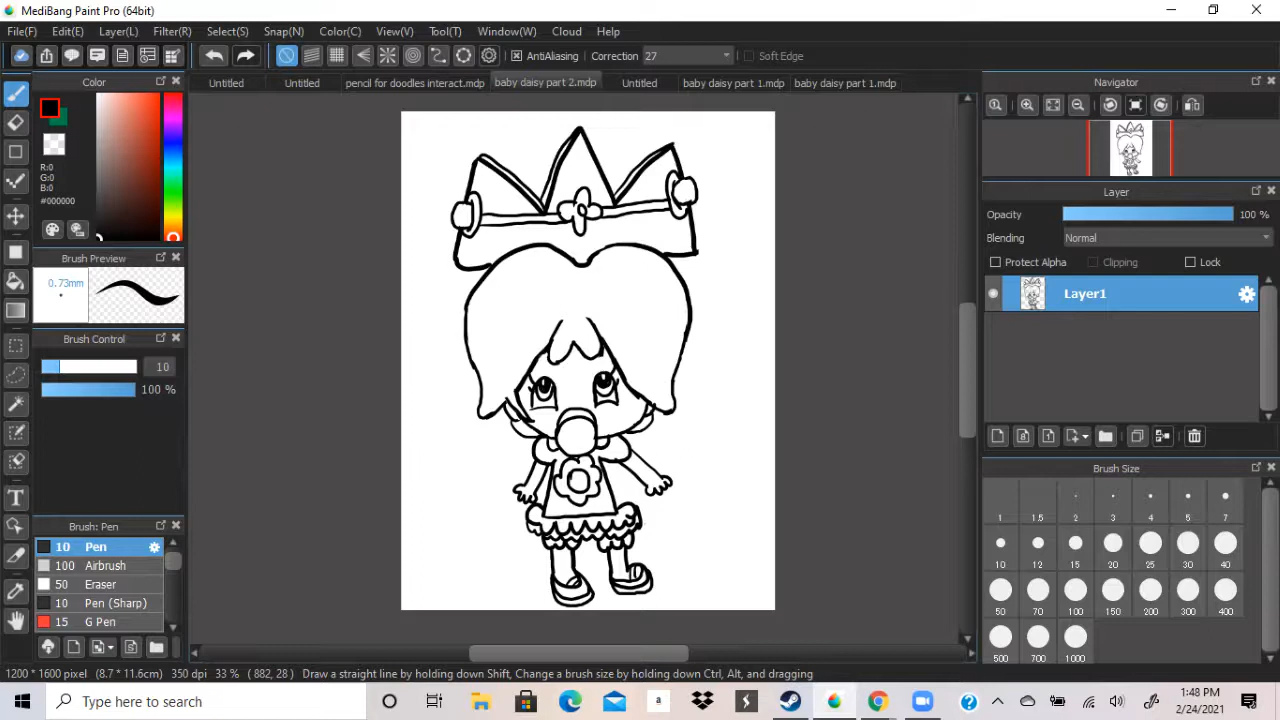 MediBang Paint Pro (64bit)
File(F) Edit(E) Layer(L) Filter(R) Select(S) Snap(N) Color(C) View(V) Tool(T) Window(W) Cloud Help
AntiAliasing Correction 27 Soft Edge
Untitled Untitled pencil for doodles interact.mdp baby daisy part 2.mdp Untitled baby daisy part 1.mdp baby daisy part 1.mdp
Color
R:0
G:0
B:0
#000000
Brush Preview
0.73mm
Brush Control
10
100 %
Brush: Pen
10 Pen
100 Airbrush
50 Eraser
10 Pen (Sharp)
15 G Pen
Navigator
Layer
Opacity 100 %
Blending Normal
Protect Alpha Clipping Lock
Layer1
Brush Size
1 1.5 2 3 4 5 7
10 12 15 20 25 30 40
50 70 100 150 200 300 400
500 700 1000
1200 * 1600 pixel (8.7 * 11.6cm) 350 dpi 33 % ( 882, 28 ) Draw a straight line by holding down Shift, Change a brush size by holding down Ctrl, Alt, and dragging
Type here to search
a
1:48 PM
2/24/2021